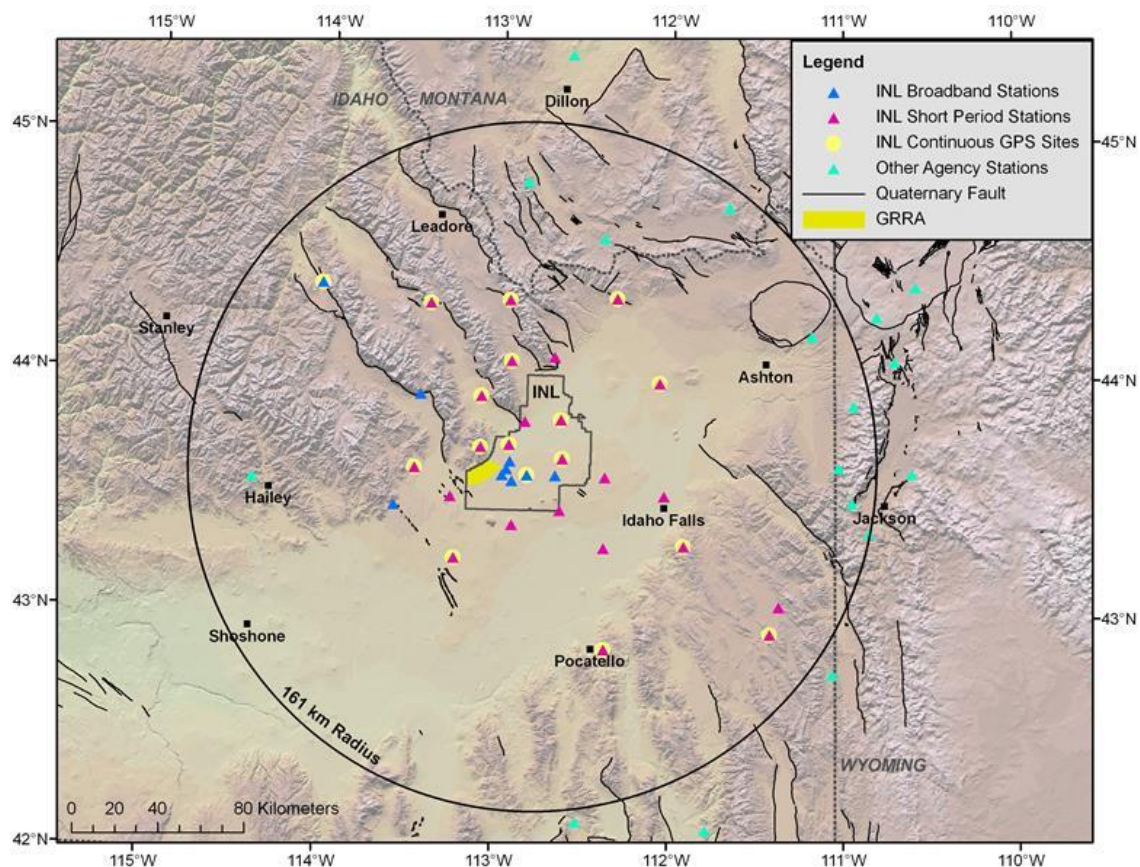 115°W 114°W 113°W 112°W 111°W 110°W
Legend
INL Broadband Stations
INL Short Period Stations
INL Continuous GPS Sites
Other Agency Stations
Quaternary Fault
GRRA
IDAHO MONTANA
Dillon
45°N 45°N
Leadore
Stanley
44°N 44°N
Ashton
INL
Hailey
Idaho Falls
Jackson
43°N 43°N
Shoshone
Pocatello
161 km Radius
WYOMING
0 20 40 80 Kilometers
42°N 42°N
115°W 114°W 113°W 112°W 111°W 110°W